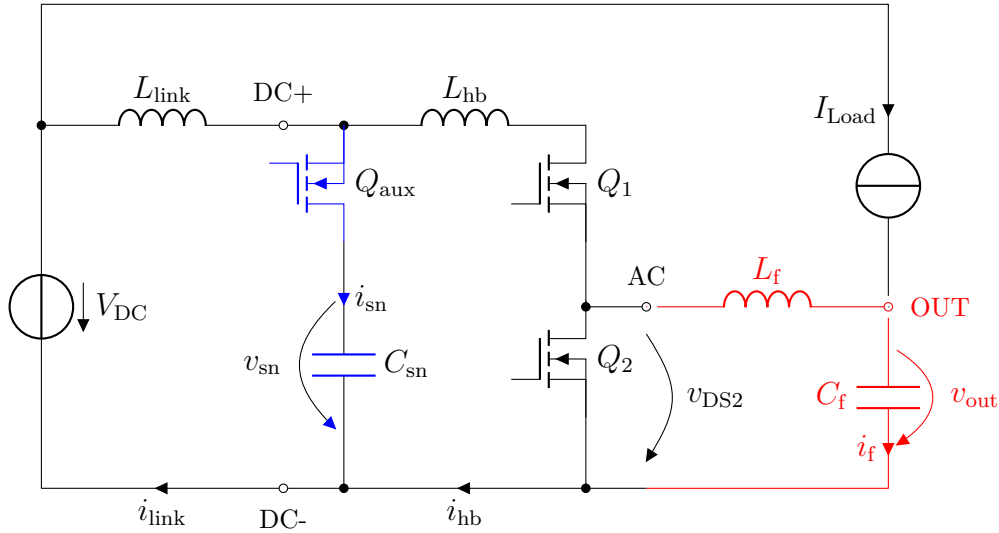 L_link
DC+
L_hb
I_Load
Q_aux
Q_1
AC
L_f
V_DC
i_sn
OUT
v_sn
C_sn
Q_2
v_DS2
C_f
v_out
i_f
i_link
DC-
i_hb